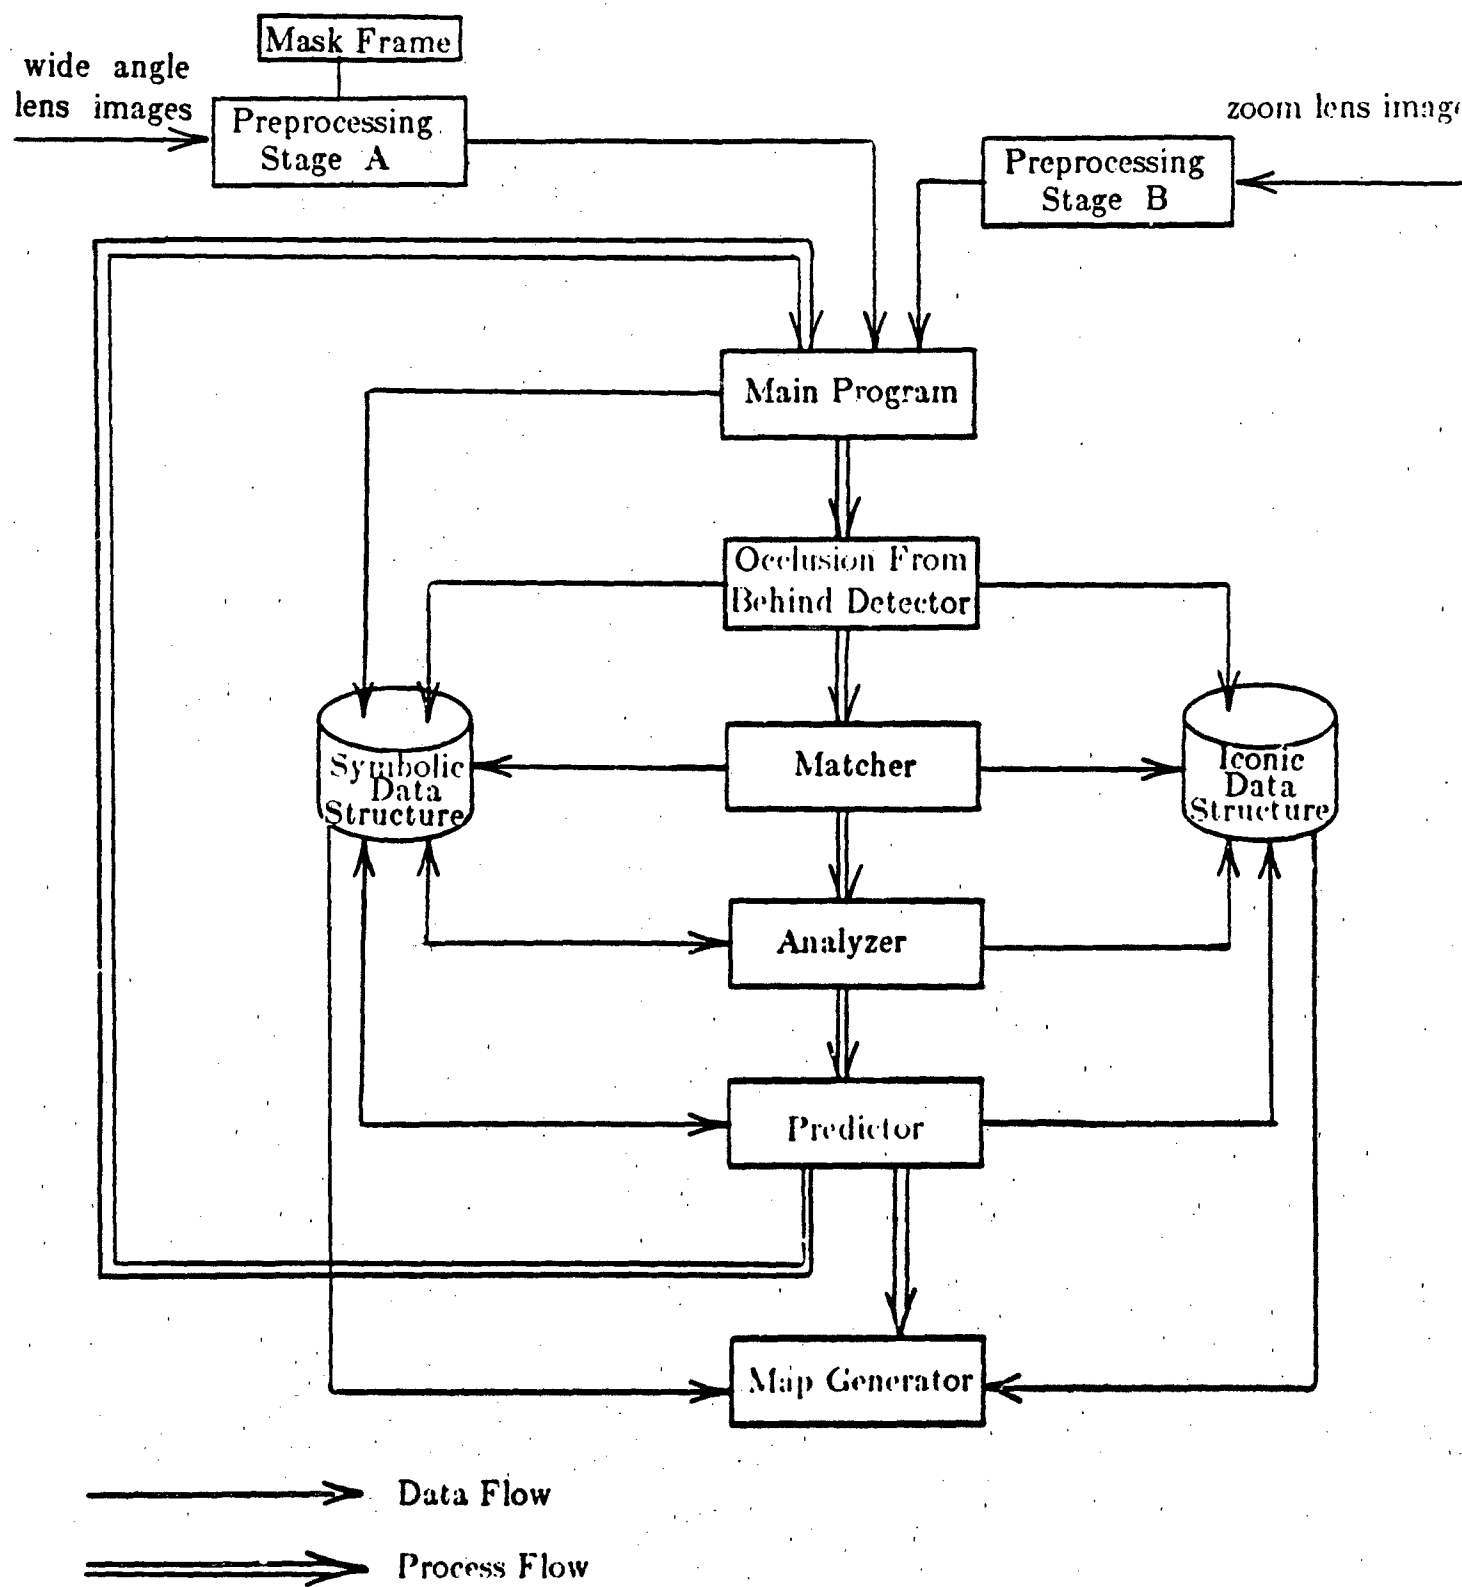 Mask Frame
wide angle
lens images
Preprocessing
Stage A
zoom lens image
Preprocessing
Stage B
Main Program
Occlusion From
Behind Detector
Symbolic
Data
Structure
Matcher
Iconic
Data
Structure
Analyzer
Predictor
Map Generator
Data Flow
Process Flow